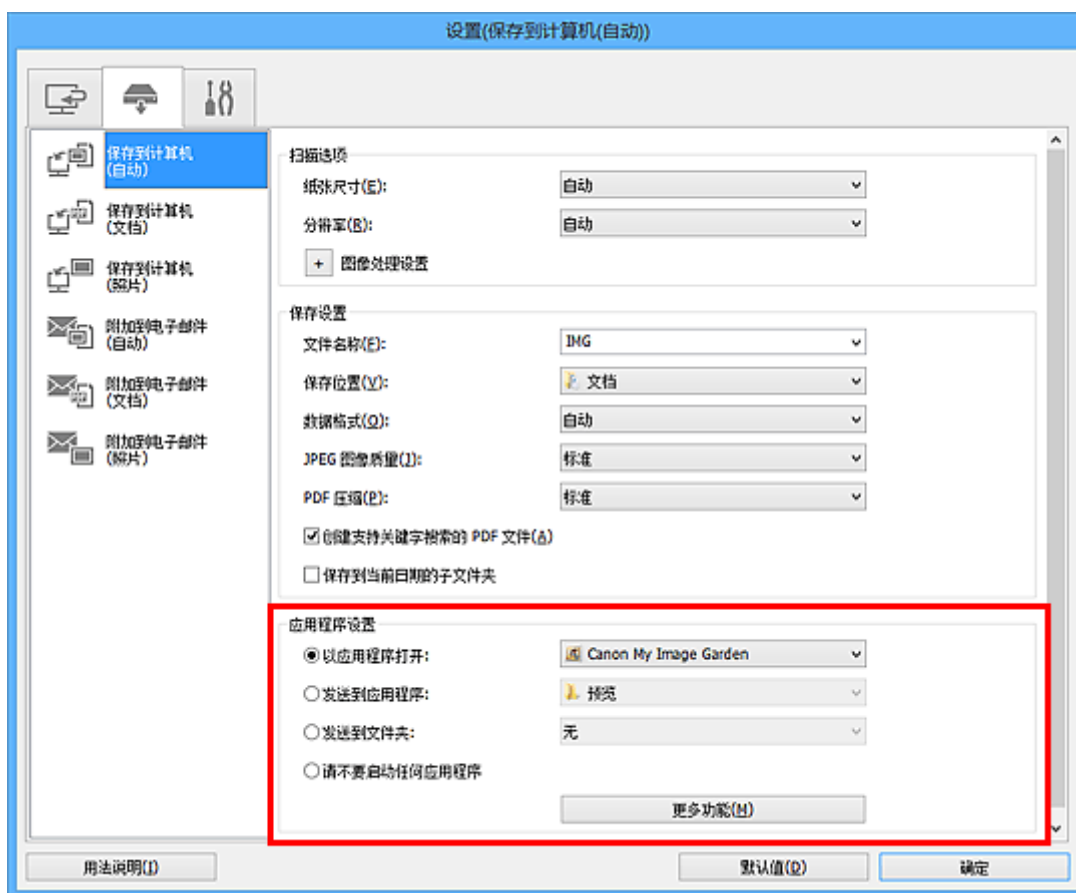 设置(保存到计算机(自动))
保存到计算机
(自动)
保存到计算机
(文档)
保存到计算机
(照片)
附加到电子邮件
(自动)
附加到电子邮件
(文档)
附加到电子邮件
(照片)
扫描选项
纸张尺寸(E): 自动
分辨率(R): 自动
+ 图像处理设置
保存设置
文件名称(F): IMG
保存位置(V): 文档
数据格式(O): 自动
JPEG 图像质量(J): 标准
PDF 压缩(P): 标准
创建支持关键字搜索的 PDF 文件(A)
保存到当前日期的子文件夹
应用程序设置
以应用程序打开: Canon My Image Garden
发送到应用程序: 预览
发送到文件夹: 无
请不要启动任何应用程序
更多功能(M)
用法说明(I) 默认值(D) 确定